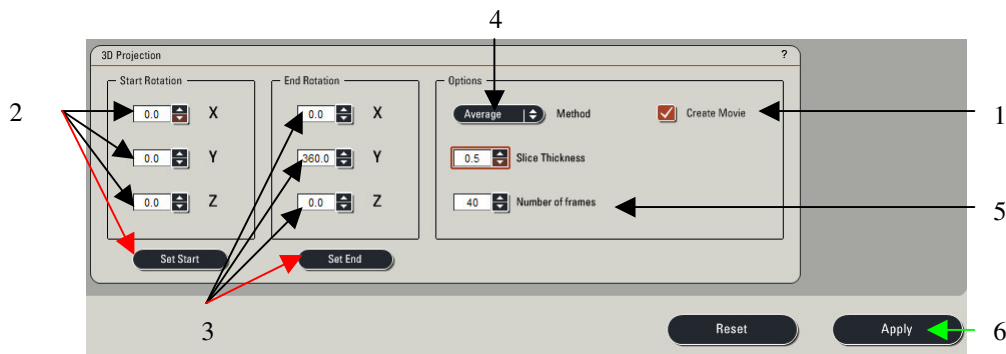 4
3D Projection ?
Start Rotation End Rotation Options
2 0.0 X 0.0 X Average Method Create Movie 1
0.0 Y 360.0 Y 0.5 Slice Thickness
0.0 Z 0.0 Z 40 Number of frames 5
Set Start Set End
3 Reset Apply 6